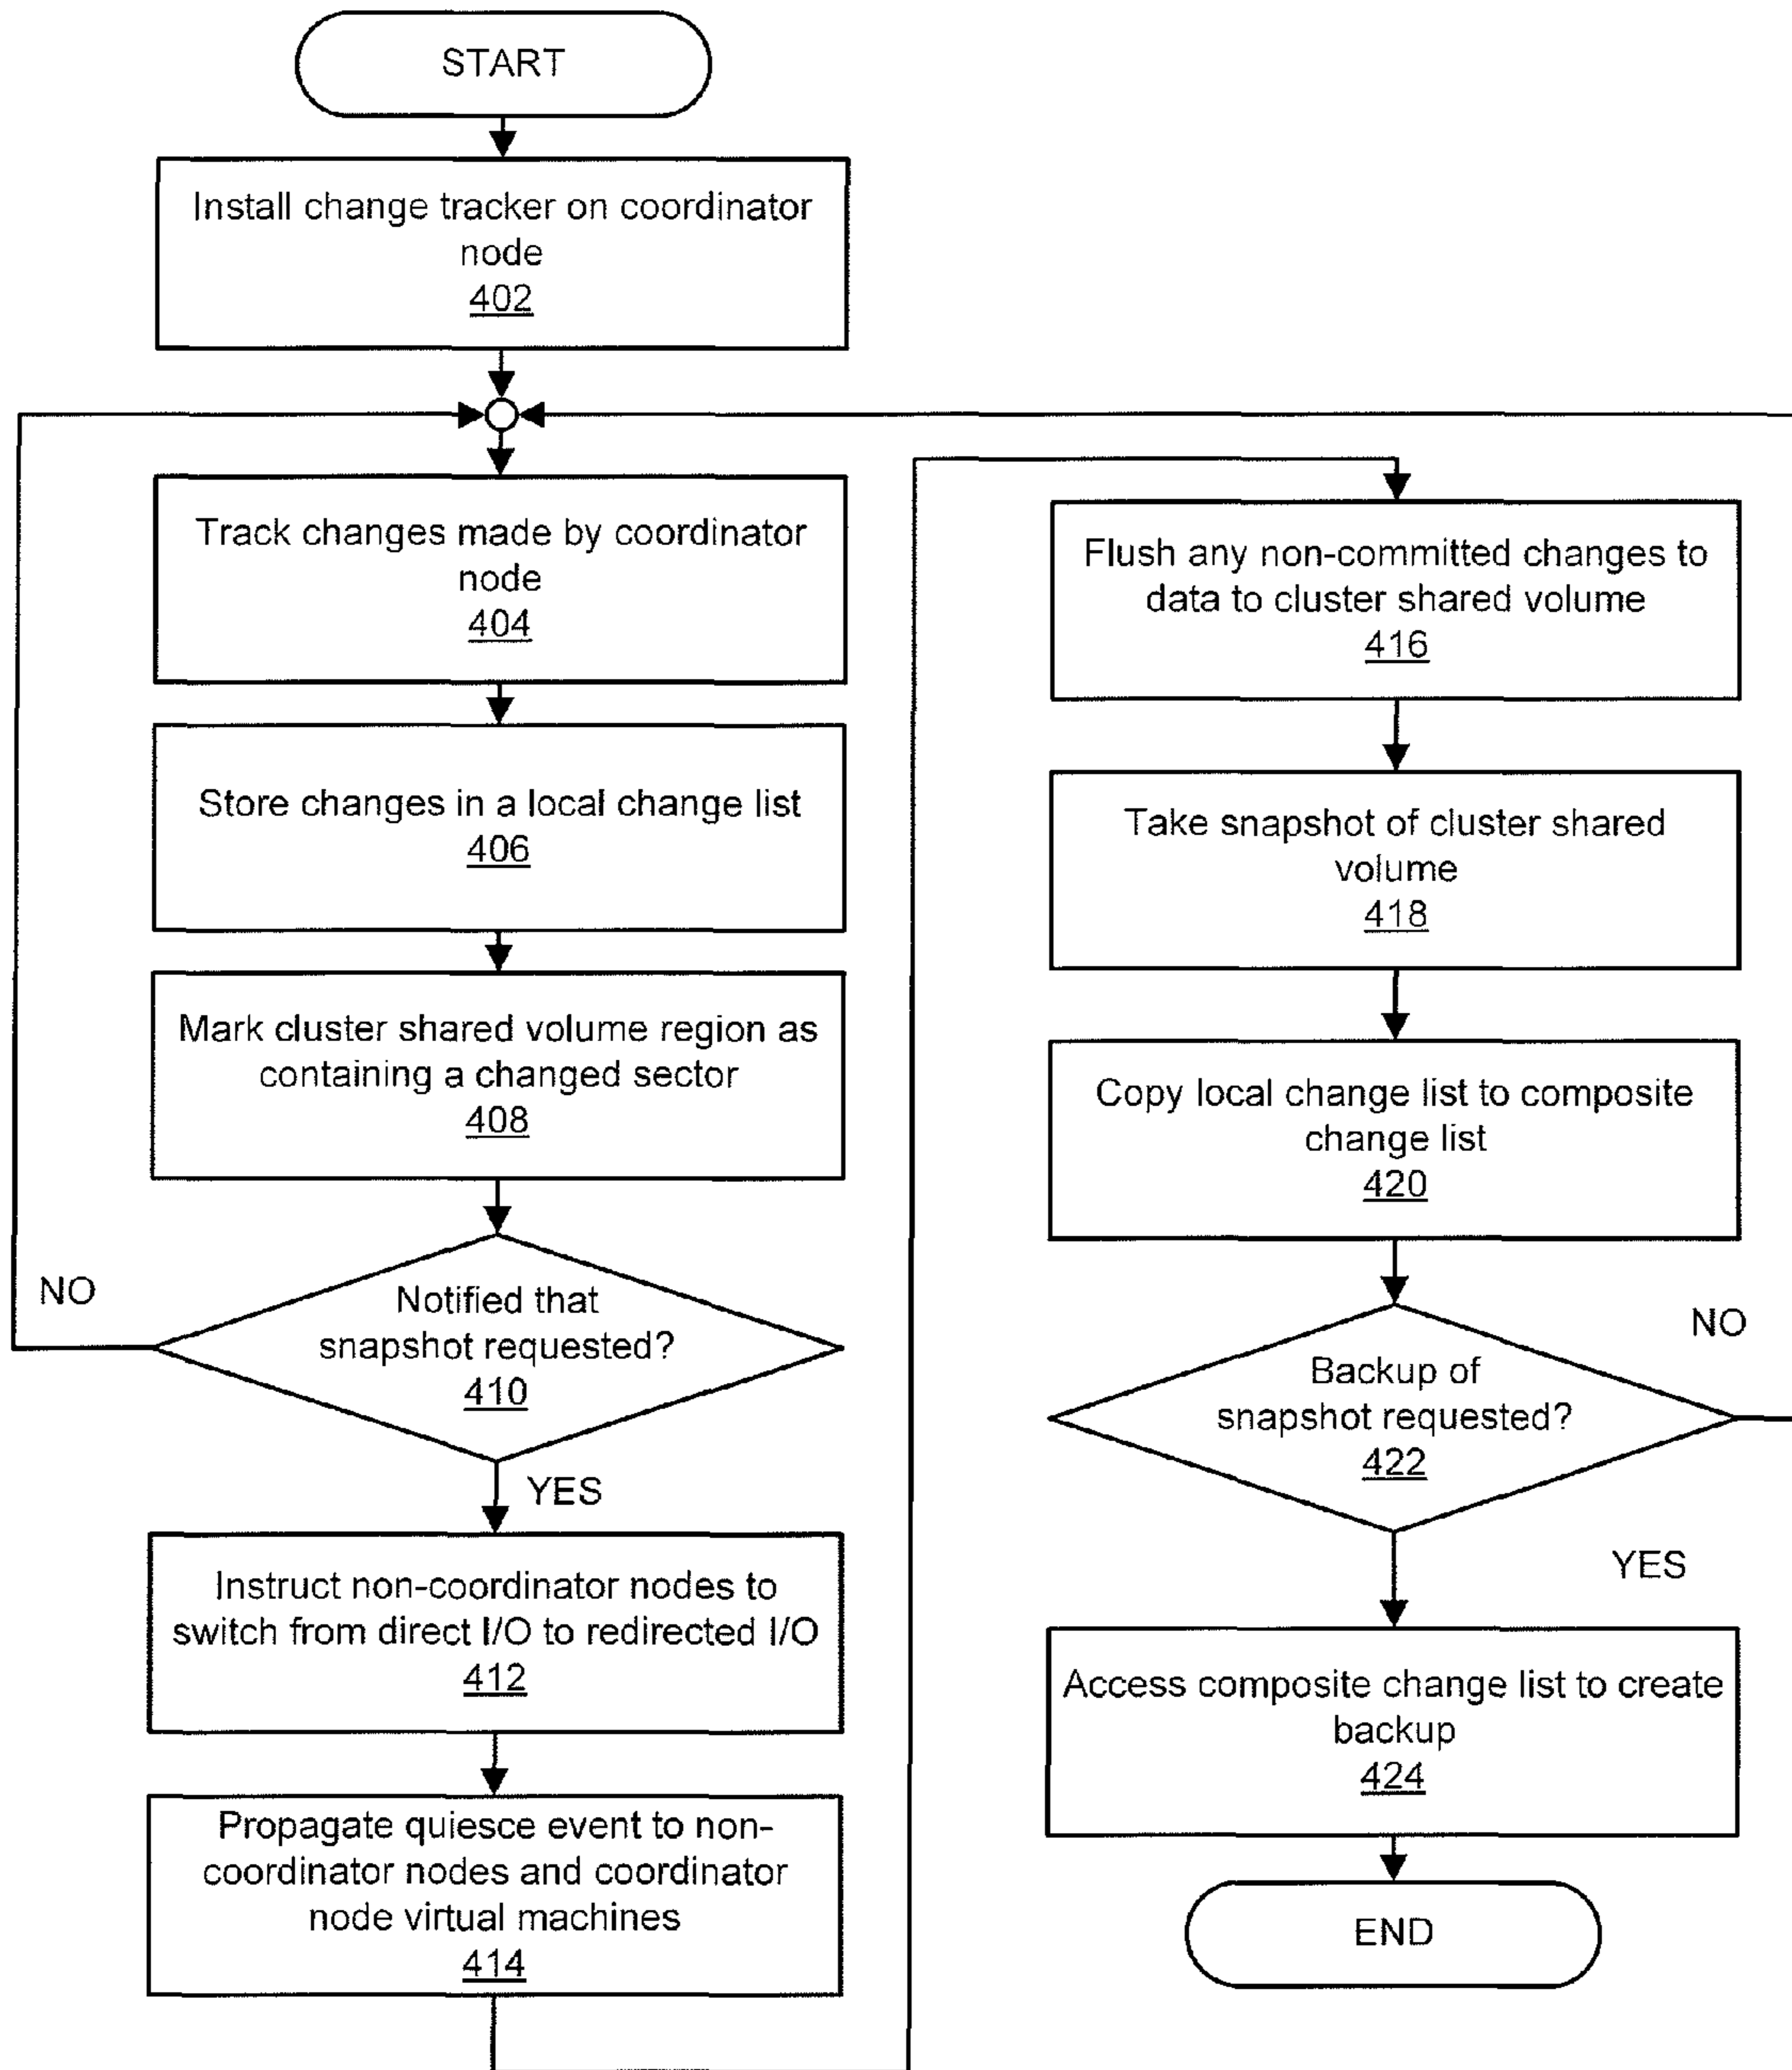 START
Install change tracker on coordinator
node
402
Track changes made by coordinator
node
404
Store changes in a local change list
406
Mark cluster shared volume region as
containing a changed sector
408
NO
Notified that
snapshot requested?
410
YES
Instruct non-coordinator nodes to
switch from direct I/O to redirected I/O
412
Propagate quiesce event to non-
coordinator nodes and coordinator
node virtual machines
414
Flush any non-committed changes to
data to cluster shared volume
416
Take snapshot of cluster shared
volume
418
Copy local change list to composite
change list
420
NO
Backup of
snapshot requested?
422
YES
Access composite change list to create
backup
424
END